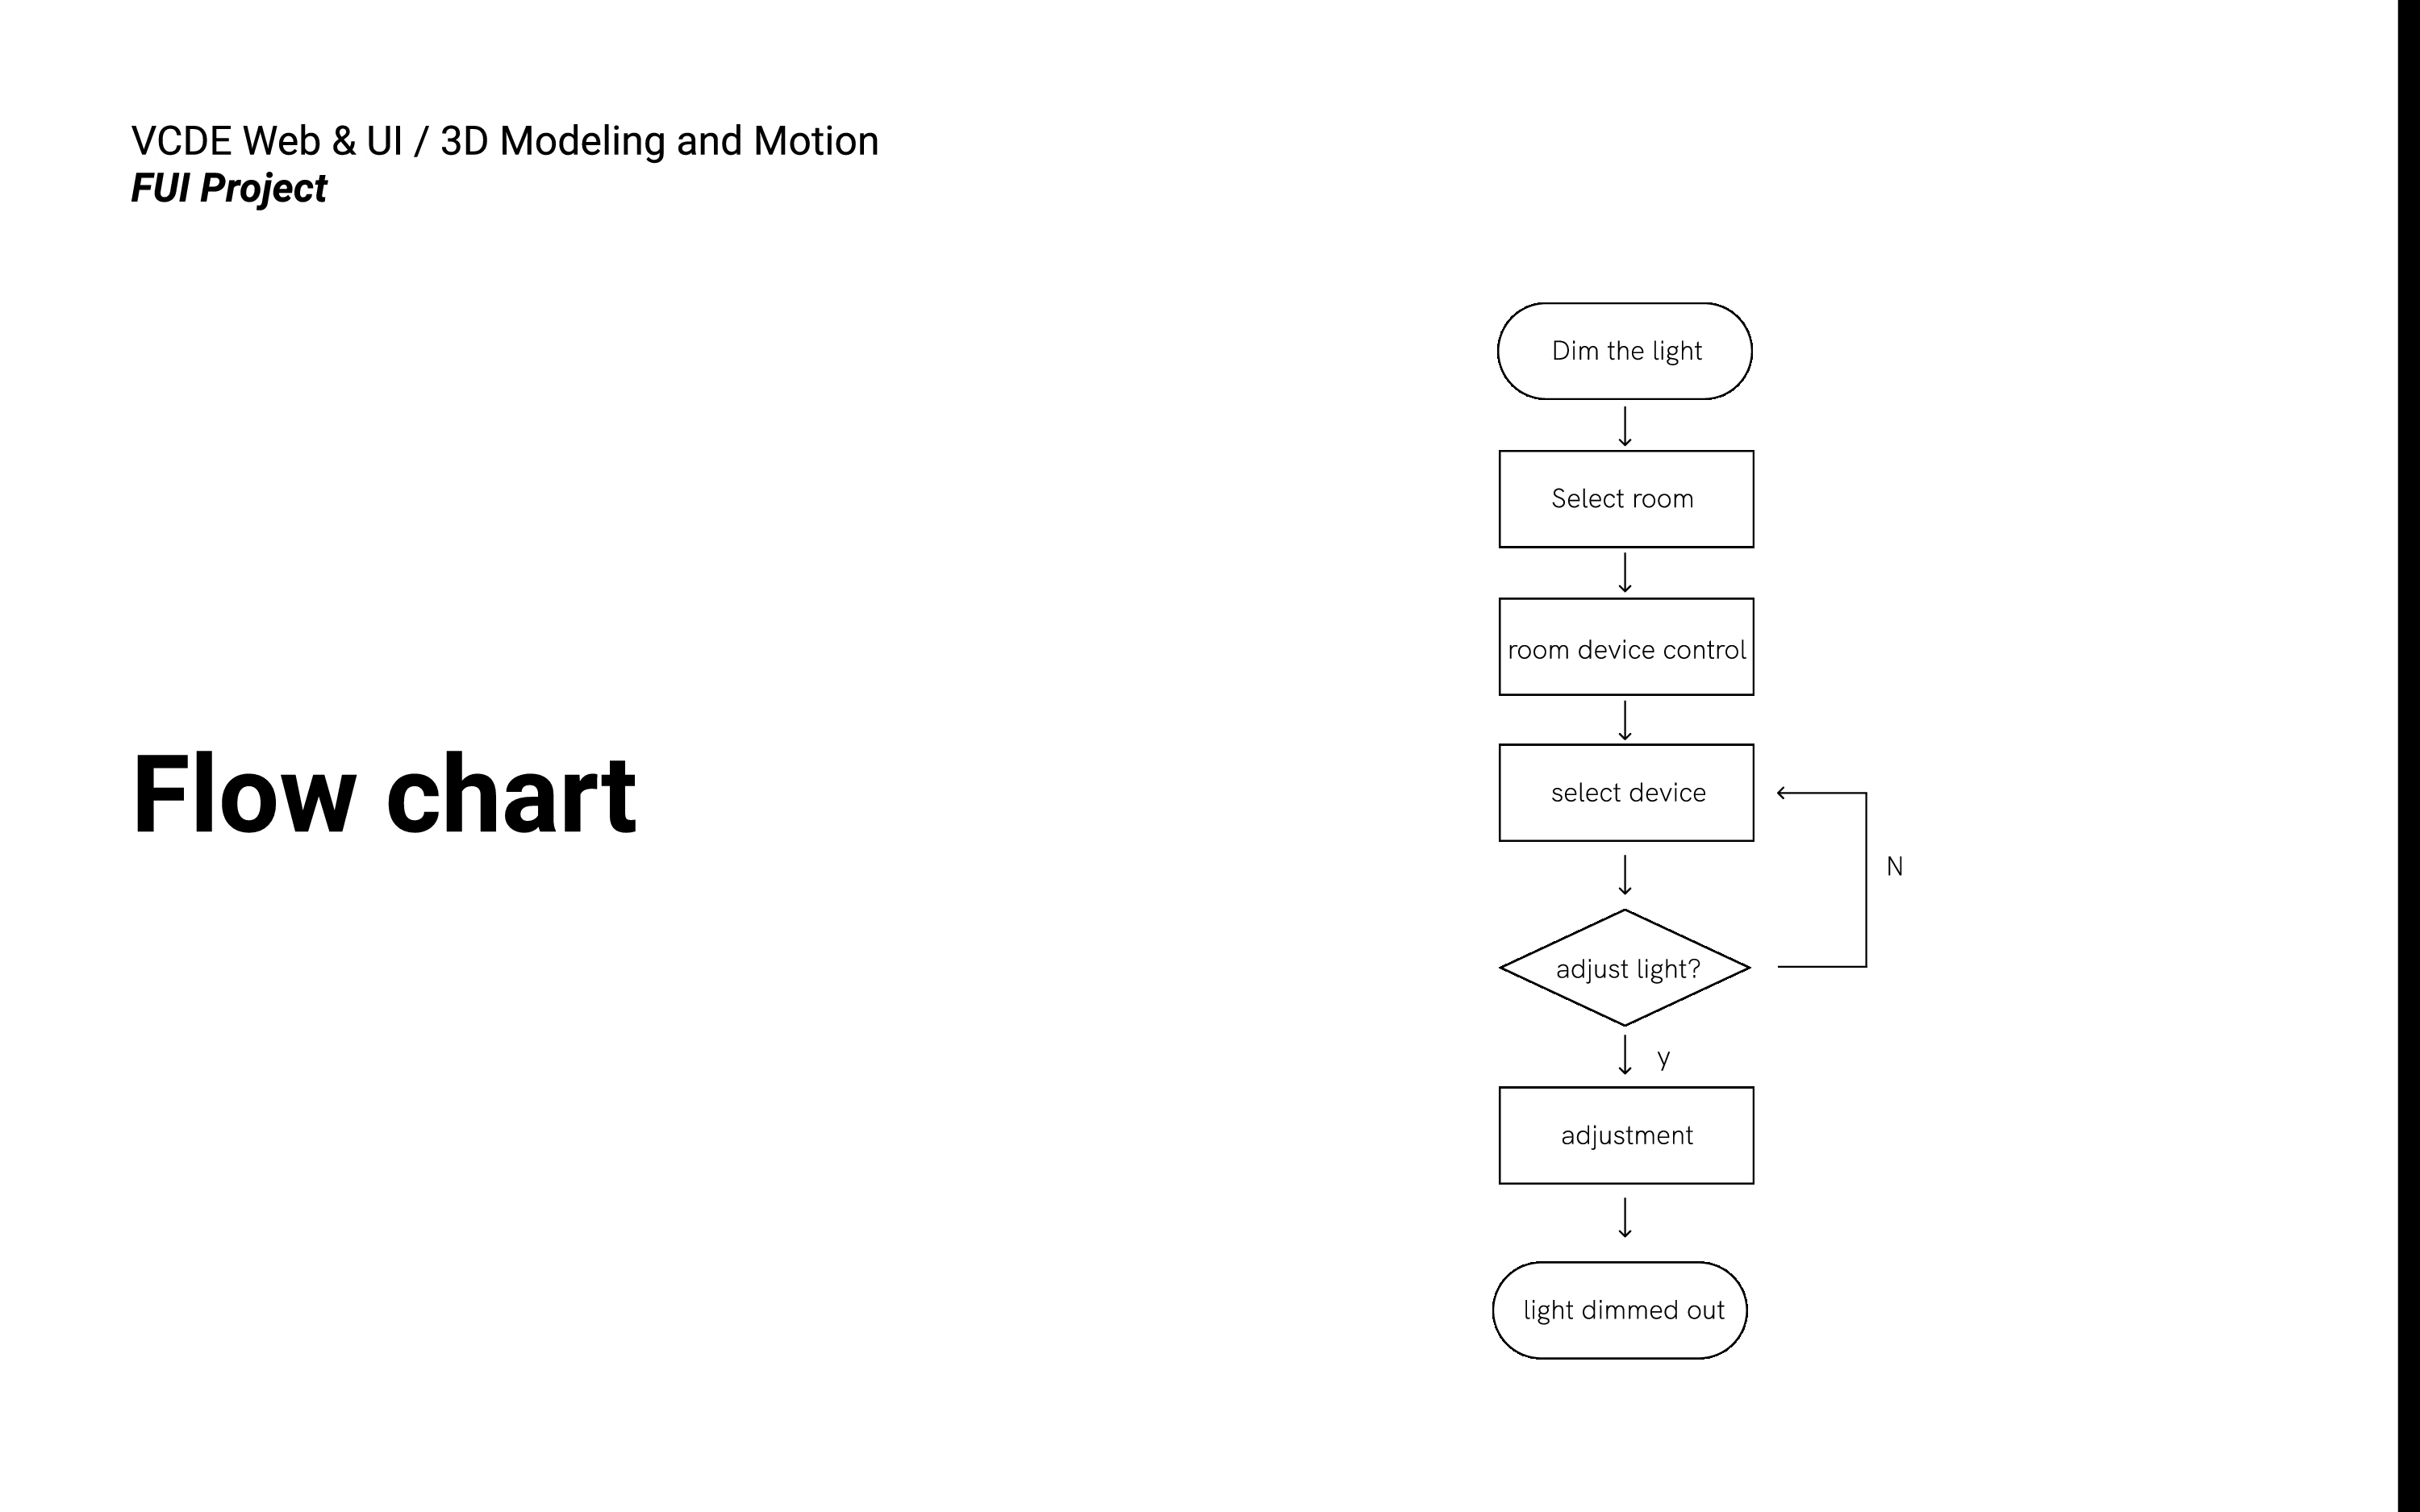 VCDE Web & UI / 3D Modeling and Motion
FUI Project
Flow chart
Dim the light
Select room
room device control
select device
N
adjust light?
y
adjustment
light dimmed out